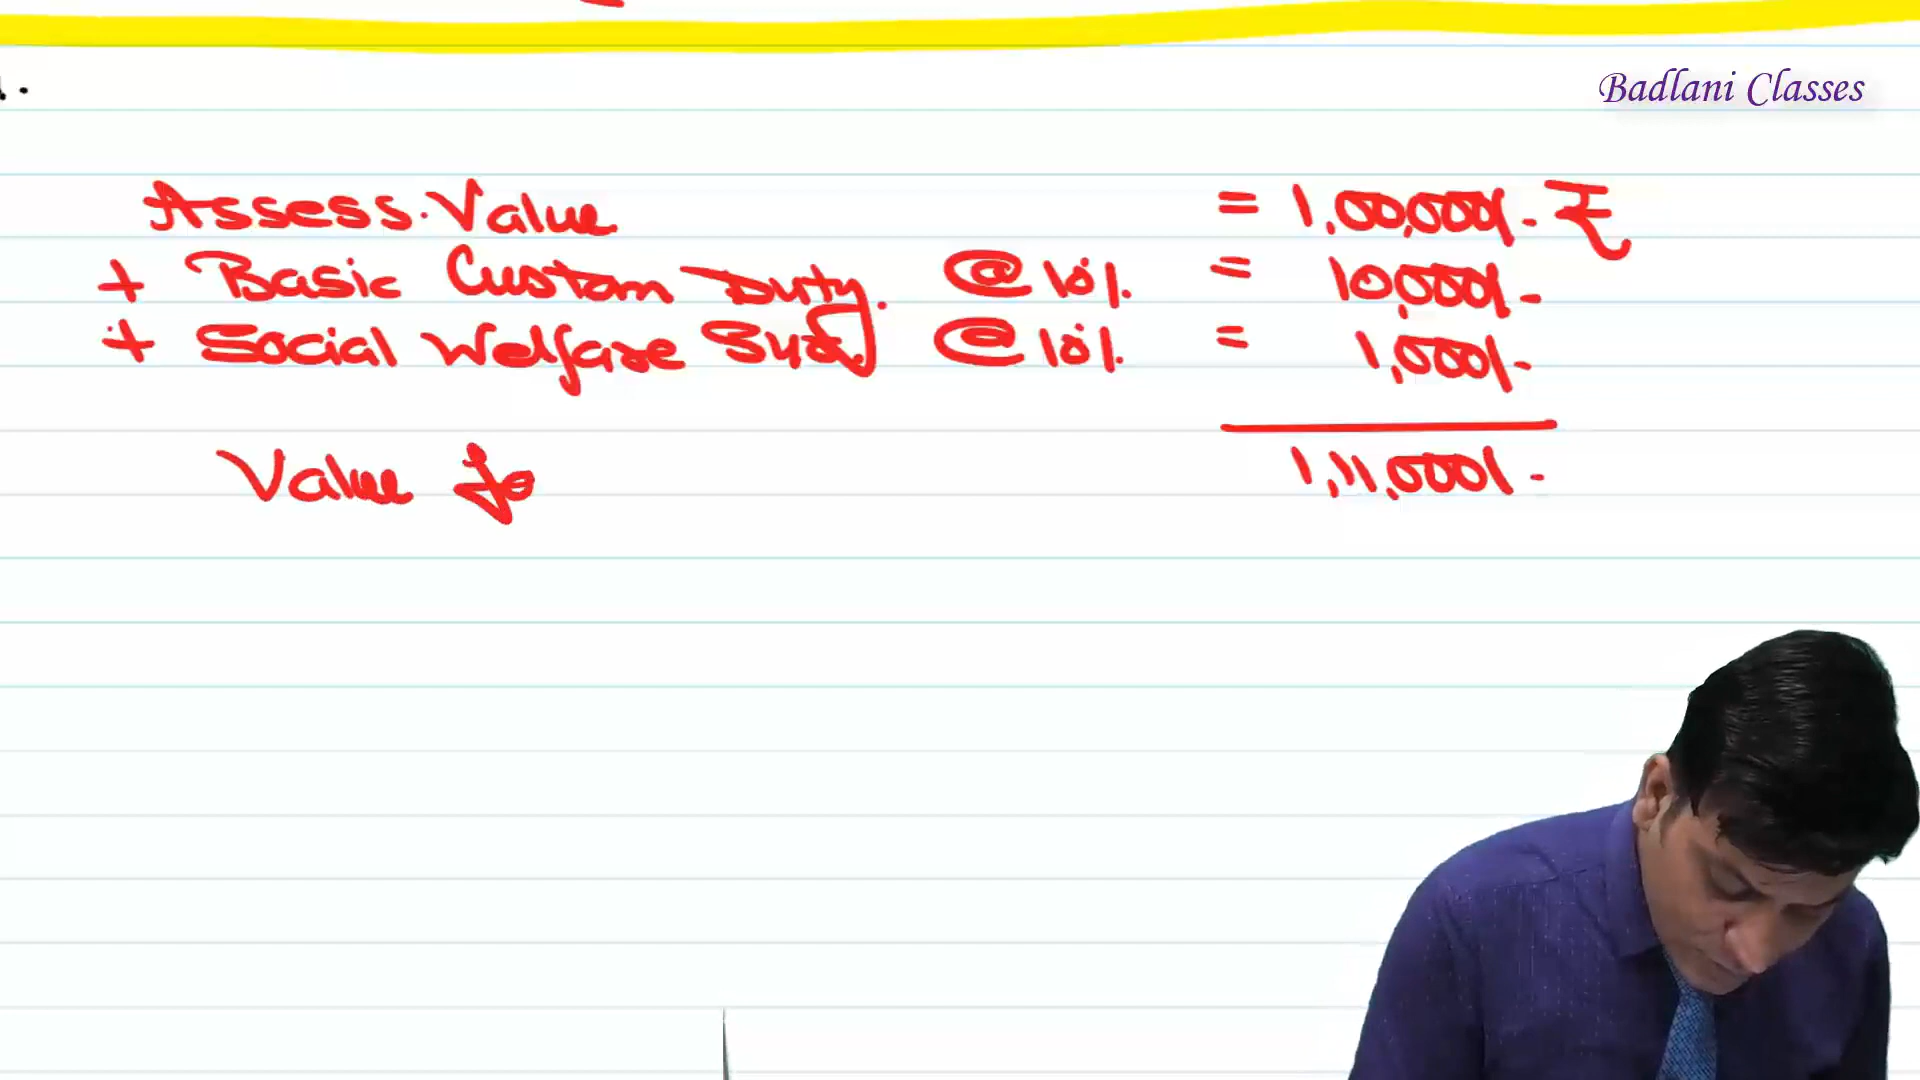 Badlani Classes
Assess. Value = 1,00,000/- ₹
+ Basic Custom Duty. @ 10% = 10,000/-
+ Social Welfare Sur @ 10% = 1,000/-
Value fo 1,11,000/-